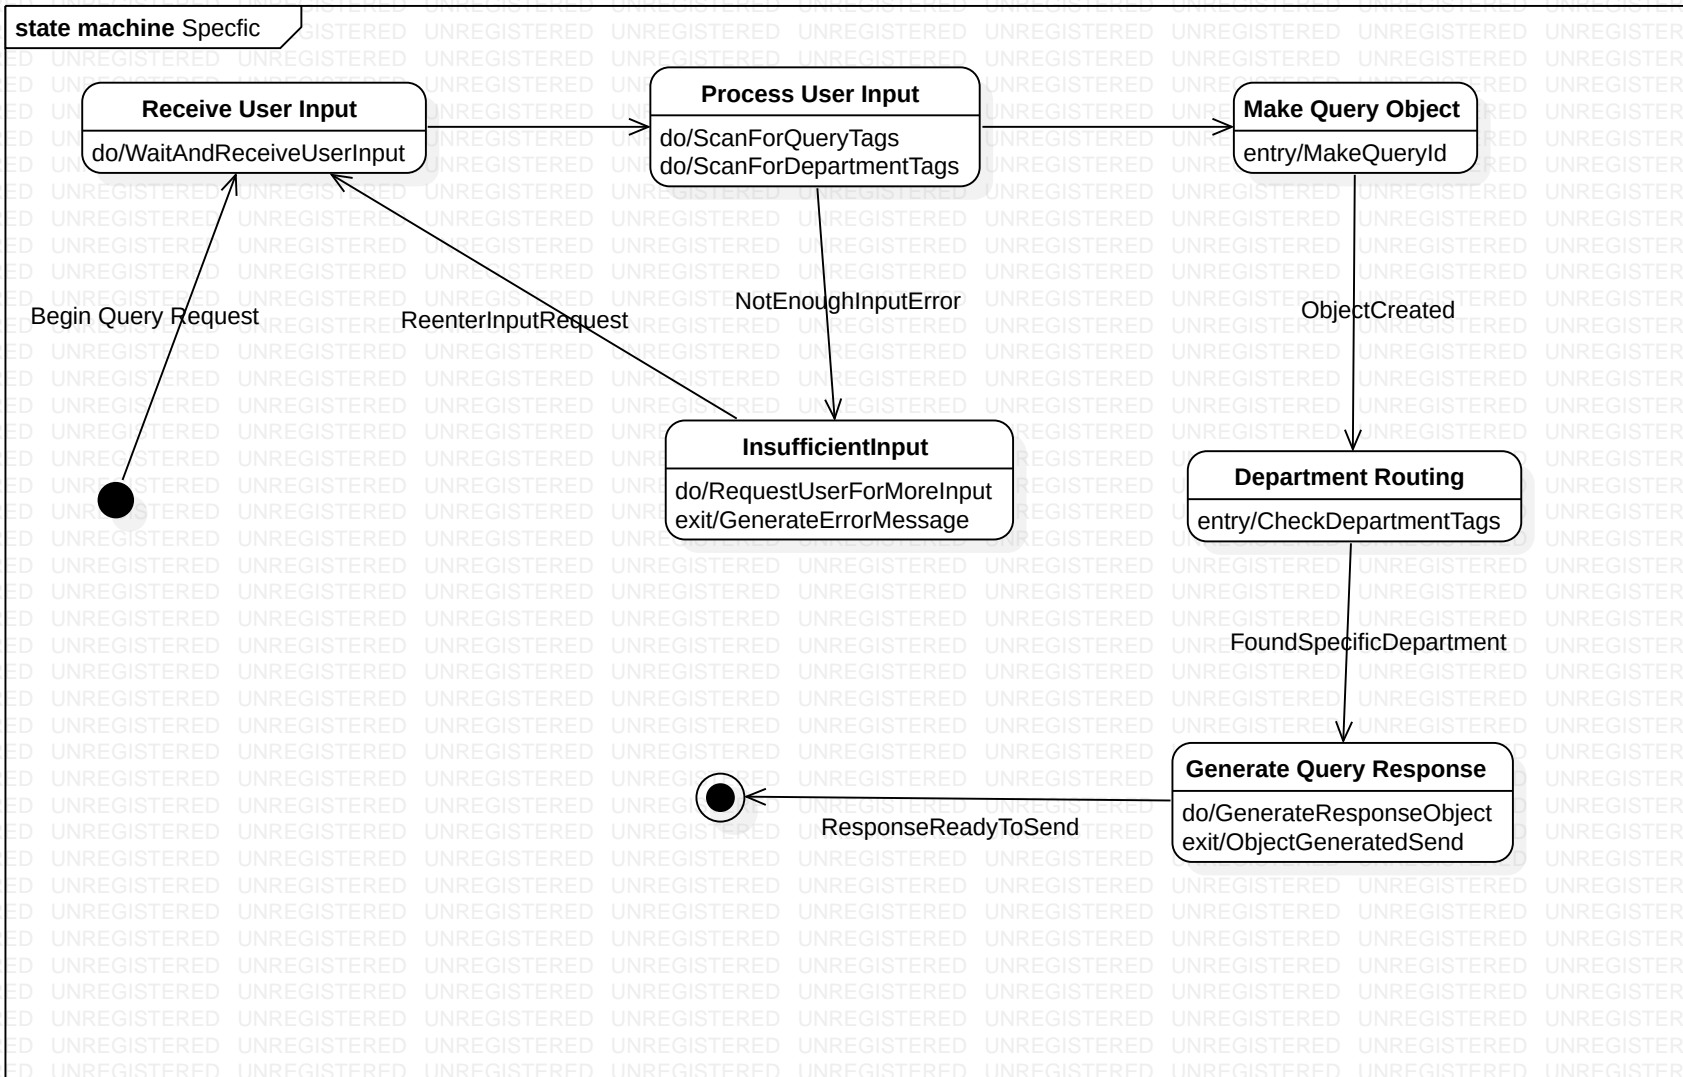 state machine Specfic
Receive User Input
do/WaitAndReceiveUserInput
Process User Input
do/ScanForQueryTags
do/ScanForDepartmentTags
Make Query Object
entry/MakeQueryId
Begin Query Request
ReenterInputRequest
NotEnoughInputError
ObjectCreated
InsufficientInput
do/RequestUserForMoreInput
exit/GenerateErrorMessage
Department Routing
entry/CheckDepartmentTags
FoundSpecificDepartment
Generate Query Response
do/GenerateResponseObject
exit/ObjectGeneratedSend
ResponseReadyToSend
UNREGISTERED